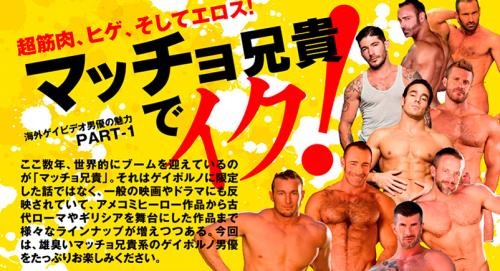 超筋肉、ヒゲ、そしてエロス!
マッチョ兄貴
でイク!
海外ゲイビデオ男優の魅力
PART-1
ここ数年、世界的にブームを迎えているの
が「マッチョ兄貴」。それはゲイポルノに限定
した話ではなく、一般の映画やドラマにも反
映されていて、アメコミヒーロー作品から古
代ローマやギリシアを舞台にした作品まで
様々なラインナップが増えつつある。今回
は、雄臭いマッチョ兄貴系のゲイポルノ男優
をたっぷりお楽しみください。